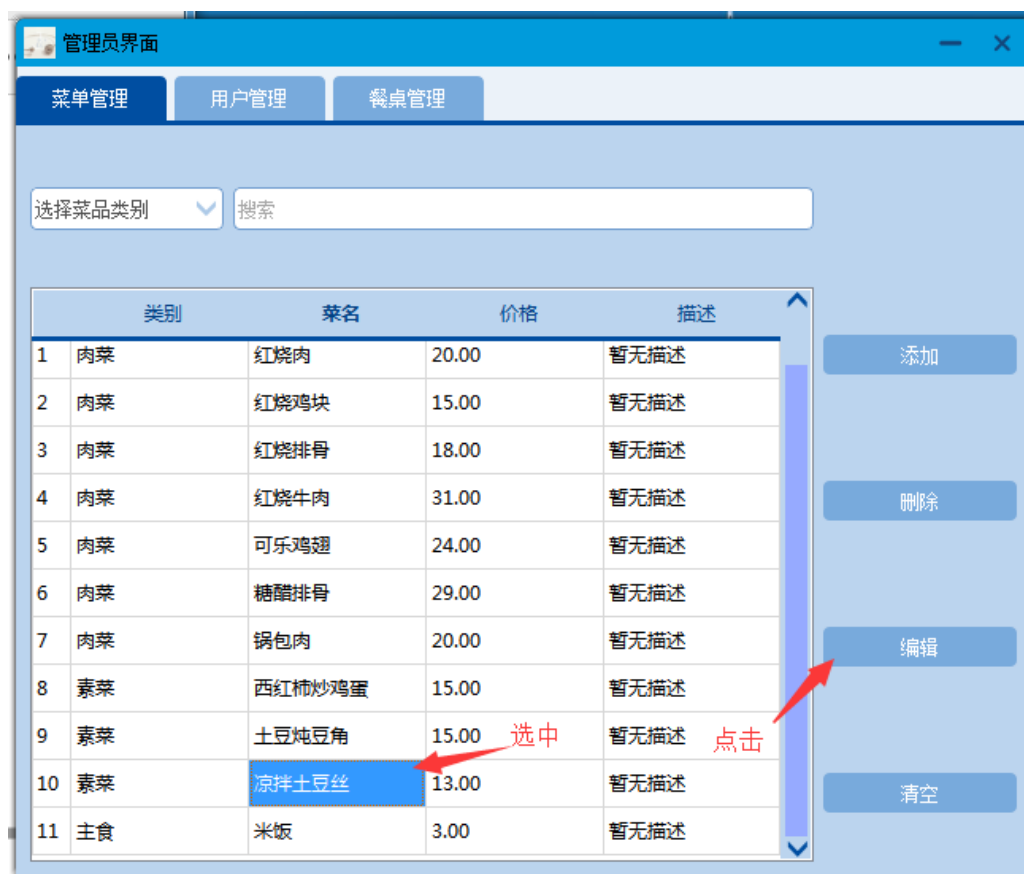 管理员界面
菜单管理 用户管理 餐桌管理
选择菜品类别 搜索
类别 菜名 价格 描述
1 肉菜 红烧肉 20.00 暂无描述
添加
2 肉菜 红烧鸡块 15.00 暂无描述
3 肉菜 红烧排骨 18.00 暂无描述
4 肉菜 红烧牛肉 31.00 暂无描述
删除
5 肉菜 可乐鸡翅 24.00 暂无描述
6 肉菜 糖醋排骨 29.00 暂无描述
7 肉菜 锅包肉 20.00 暂无描述
编辑
8 素菜 西红柿炒鸡蛋 15.00 暂无描述
9 素菜 土豆炖豆角 15.00 暂无描述
选中
点击
10 素菜 凉拌土豆丝 13.00 暂无描述
清空
11 主食 米饭 3.00 暂无描述